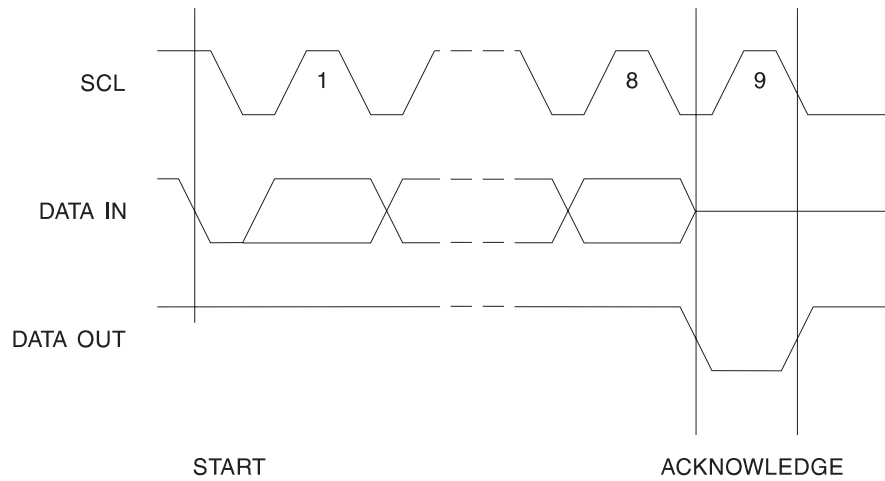 SCL
1
8
9
DATA IN
DATA OUT
START
ACKNOWLEDGE